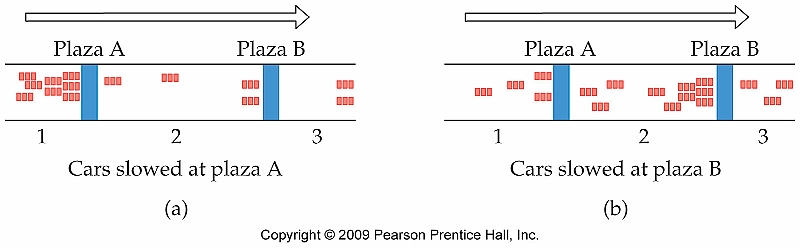 Plaza A Plaza B
1 2 3
Cars slowed at plaza A
(a)
Plaza A Plaza B
1 2 3
Cars slowed at plaza B
(b)
Copyright © 2009 Pearson Prentice Hall, Inc.